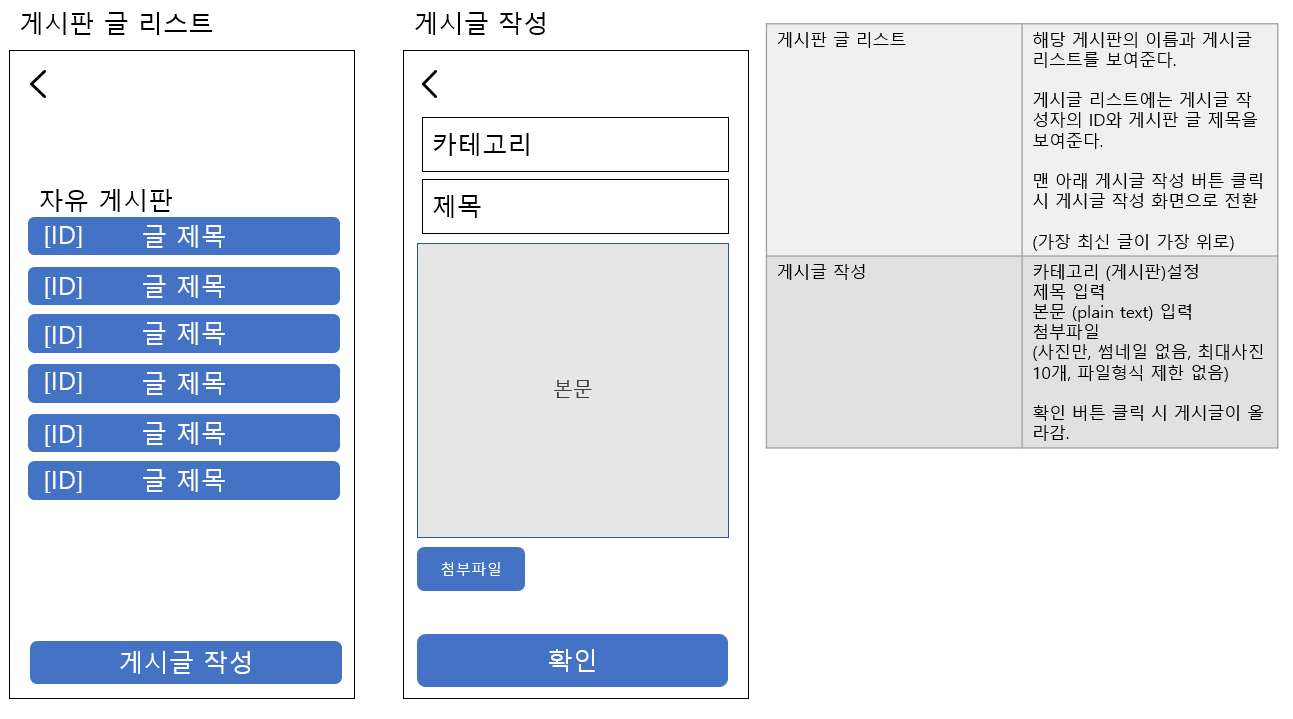 게시판 글 리스트
자유 게시판
[ID] 글 제목
[ID] 글 제목
[ID] 글 제목
[ID] 글 제목
[ID] 글 제목
[ID] 글 제목
게시글 작성
게시글 작성
카테고리
제목
본문
첨부파일
확인
게시판 글 리스트
해당 게시판의 이름과 게시글
리스트를 보여준다.
게시글 리스트에는 게시글 작
성자의 ID와 게시판 글 제목을
보여준다.
맨 아래 게시글 작성 버튼 클릭
시 게시글 작성 화면으로 전환
(가장 최신 글이 가장 위로)
게시글 작성
카테고리 (게시판)설정
제목 입력
본문 (plain text) 입력
첨부파일
(사진만, 썸네일 없음, 최대사진
10개, 파일형식 제한 없음)
확인 버튼 클릭 시 게시글이 올
라감.